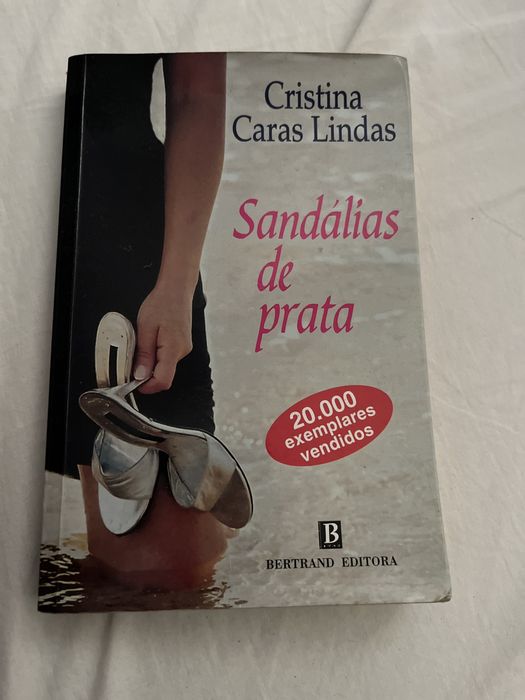 Cristina
Caras Lindas
Sandálias
de
prata
20.000
exemplares
vendidos
B
BERTRAND EDITORA